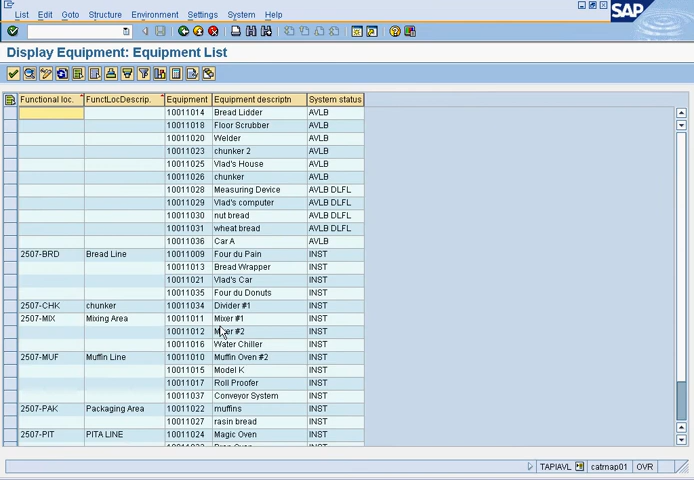 List Edit Goto Structure Environment Settings System Help
SAP
Display Equipment: Equipment List
Functional loc. FunctLocDescrip. Equipment Equipment descriptn System status
10011014 Bread Lidder AVLB
10011018 Floor Scrubber AVLB
10011020 Welder AVLB
10011023 chunker 2 AVLB
10011025 Vlad's House AVLB
10011026 chunker AVLB
10011028 Measuring Device AVLB DLFL
10011029 Vlad's computer AVLB DLFL
10011030 nut bread AVLB DLFL
10011031 wheat bread AVLB DLFL
10011036 Car A AVLB
2507-BRD Bread Line 10011009 Four du Pain INST
10011013 Bread Wrapper INST
10011021 Vlad's Car INST
10011035 Four du Donuts INST
2507-CHK chunker 10011034 Divider #1 INST
2507-MIX Mixing Area 10011011 Mixer #1 INST
10011012 Mixer #2 INST
10011016 Water Chiller INST
2507-MUF Muffin Line 10011010 Muffin Oven #2 INST
10011015 Model K INST
10011017 Roll Proofer INST
10011037 Conveyor System INST
2507-PAK Packaging Area 10011022 muffins INST
10011027 rasin bread INST
2507-PIT PITA LINE 10011024 Magic Oven INST
TAPIAVL catmap01 OVR